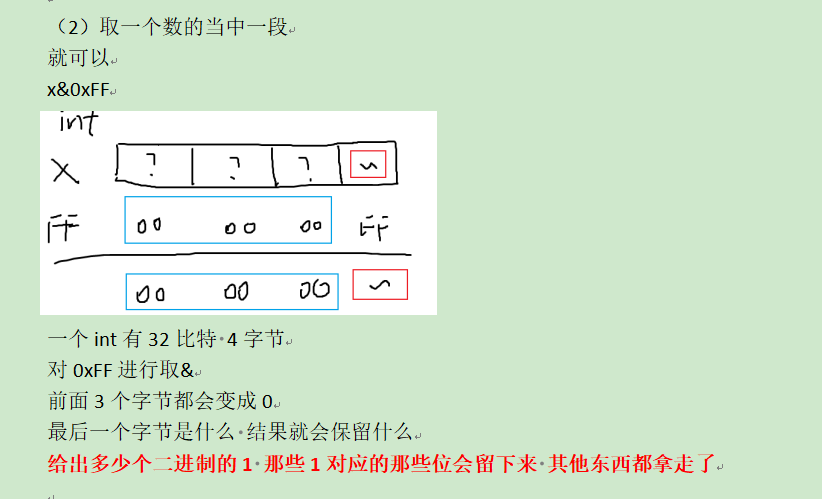 （2）取一个数的当中一段
就可以
x&0xFF
int
X ? ? ? ~
FF 00 00 00 FF
00 00 00 ~
一个 int 有 32 比特 4 字节
对 0xFF 进行取&
前面 3 个字节都会变成 0
最后一个字节是什么 结果就会保留什么
给出多少个二进制的 1 那些 1 对应的那些位会留下来 其他东西都拿走了